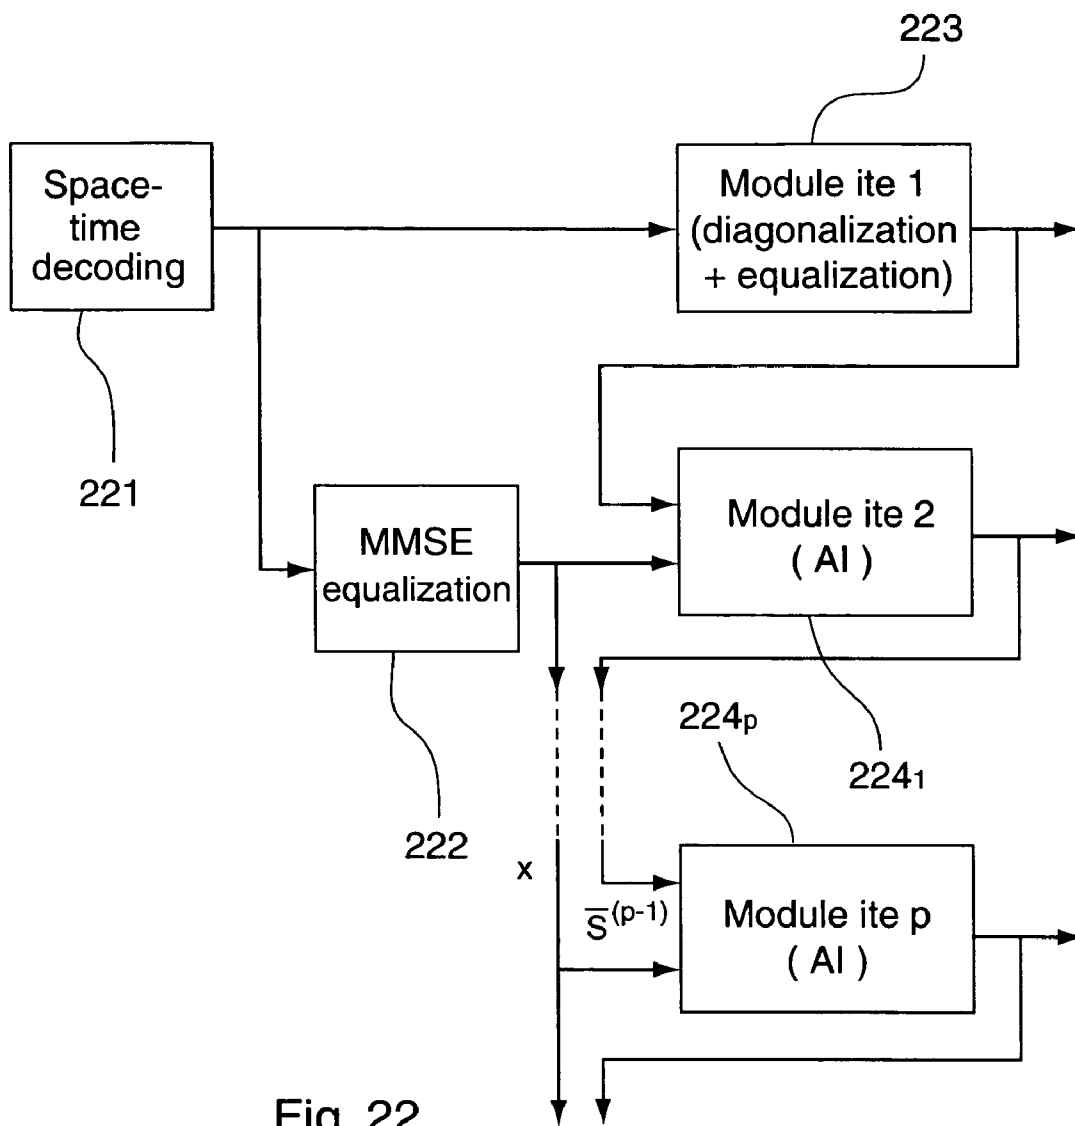 223
Space-
time
decoding
Module ite 1
(diagonalization
+ equalization)
221
MMSE
equalization
Module ite 2
( AI )
224p
2241
222
x
S̅(p-1)
Module ite p
( AI )
Fig. 22